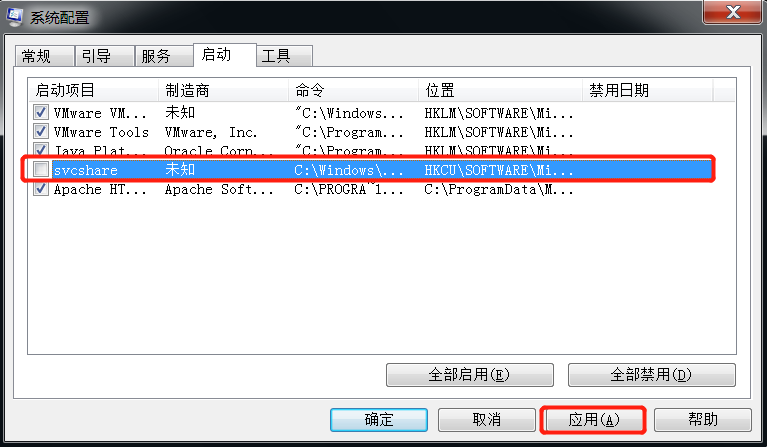 系统配置
常规 引导 服务 启动 工具
启动项目 制造商 命令 位置 禁用日期
VMware VM... 未知 "C:\Windows... HKLM\SOFTWARE\Mi...
VMware Tools VMware, Inc. "C:\Program... HKLM\SOFTWARE\Mi...
Java Plat... Oracle Corp... "C:\Program... HKLM\SOFTWARE\Mi...
svcshare 未知 C:\Windows\... HKCU\SOFTWARE\Mi...
Apache HT... Apache Soft... C:\PROGRA~1... C:\ProgramData\M...
全部启用(E) 全部禁用(D)
确定 取消 应用(A) 帮助